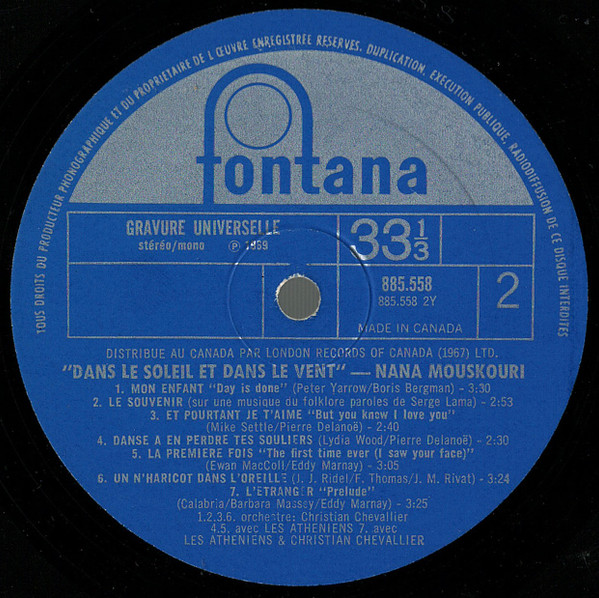 TOUS DROITS DU PRODUCTEUR PHONOGRAPHIQUE ET DU PROPRIETAIRE DE L'ŒUVRE ENREGISTREE RESERVES. DUPLICATION, EXECUTION PUBLIQUE, RADIODIFFUSION DE CE DISQUE INTERDITES
fontana
GRAVURE UNIVERSELLE
stéréo/mono ℗ 1969
33 1/3
885.558
885.558 2Y
2
MADE IN CANADA
DISTRIBUE AU CANADA PAR LONDON RECORDS OF CANADA (1967) LTD.
"DANS LE SOLEIL ET DANS LE VENT" — NANA MOUSKOURI
1. MON ENFANT "Day is done" (Peter Yarrow/Boris Bergman) - 3:30
2. LE SOUVENIR (sur une musique du folklore paroles de Serge Lama) - 2:53
3. ET POURTANT JE T'AIME "But you know I love you"
(Mike Settle/Pierre Delanoë) - 2:40
4. DANSE A EN PERDRE TES SOULIERS (Lydia Wood/Pierre Delanoë) - 2:30
5. LA PREMIERE FOIS "The first time ever (I saw your face)"
(Ewan MacColl/Eddy Marnay) - 3:05
6. UN N'HARICOT DANS L'OREILLE (J. J. Ridel/F. Thomas/J. M. Rivat) - 3:24
7. L'ETRANGER "Prelude"
(Calabria/Barbara Massey/Eddy Marnay) - 3:25
1.2.3.6. orchestre: Christian Chevallier
4.5. avec LES ATHENIENS 7. avec
LES ATHENIENS & CHRISTIAN CHEVALLIER